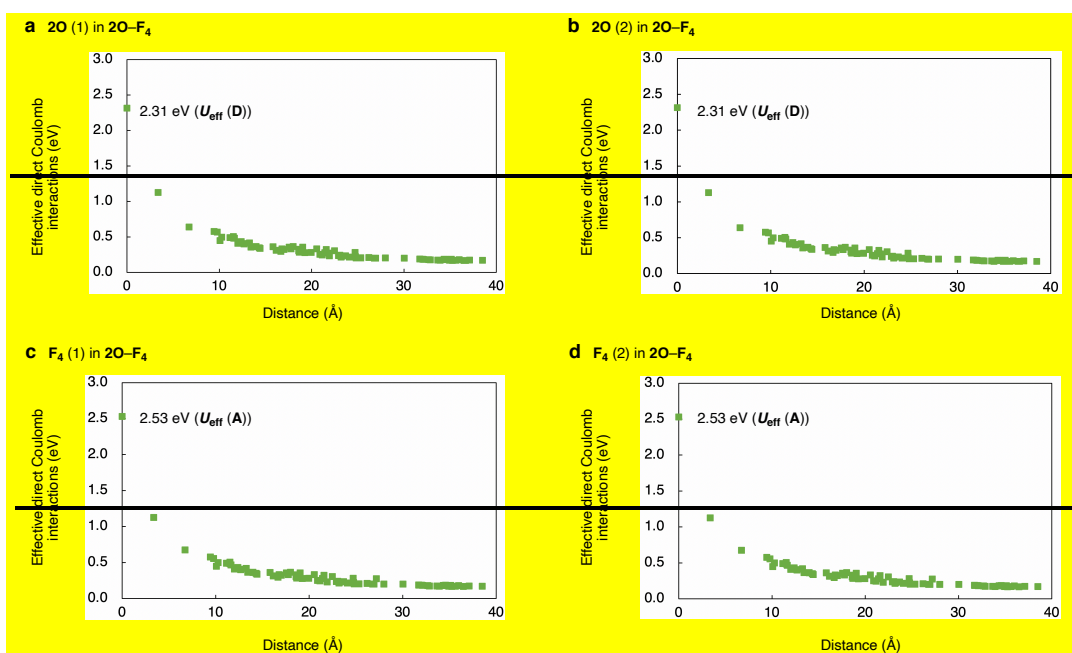 a 2O (1) in 2O–F4
3.0
2.5
2.0
1.5
1.0
0.5
0.0
0 10 20 30 40
2.31 eV (Ueff (D))
Effective direct Coulomb
interactions (eV)
Distance (Å)
b 2O (2) in 2O–F4
3.0
2.5
2.0
1.5
1.0
0.5
0.0
0 10 20 30 40
2.31 eV (Ueff (D))
Effective direct Coulomb
interactions (eV)
Distance (Å)
c F4 (1) in 2O–F4
3.0
2.5
2.0
1.5
1.0
0.5
0.0
0 10 20 30 40
2.53 eV (Ueff (A))
Effective direct Coulomb
interactions (eV)
Distance (Å)
d F4 (2) in 2O–F4
3.0
2.5
2.0
1.5
1.0
0.5
0.0
0 10 20 30 40
2.53 eV (Ueff (A))
Effective direct Coulomb
interactions (eV)
Distance (Å)